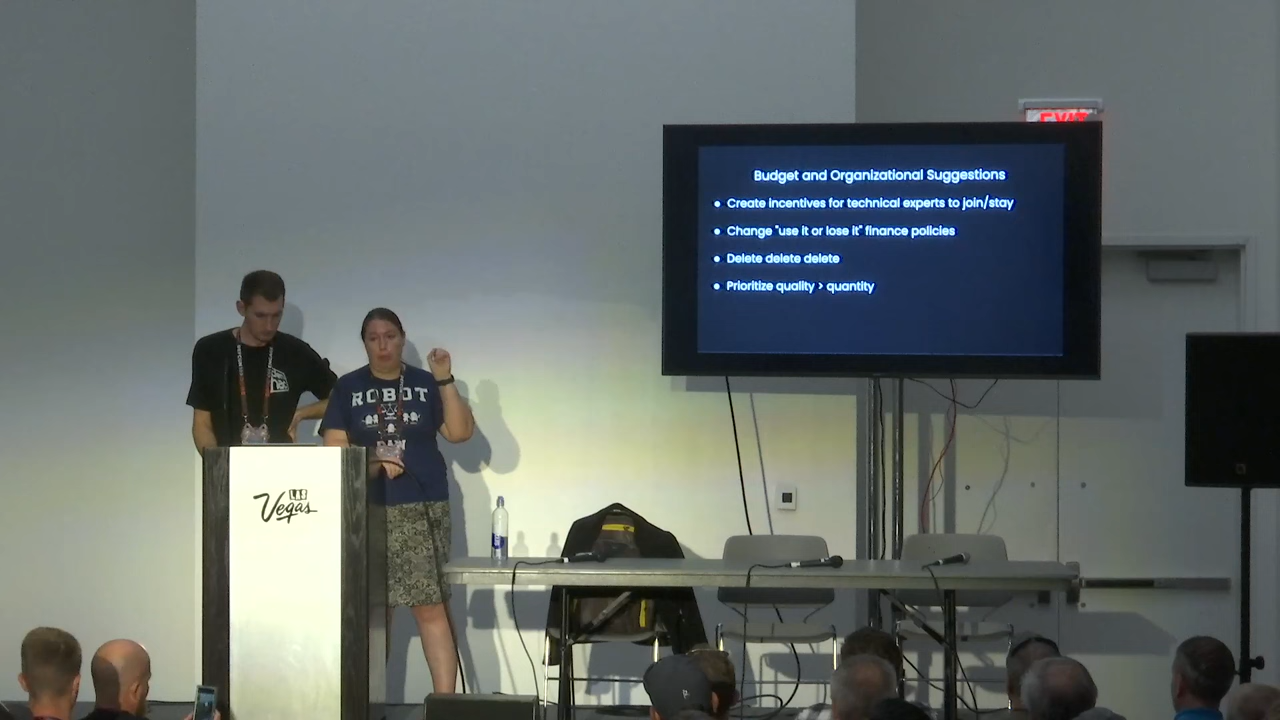 EXIT
Budget and Organizational Suggestions
• Create incentives for technical experts to join/stay
• Change "use it or lose it" finance policies
• Delete delete delete
• Prioritize quality > quantity
ROBOT
LAS
Vegas